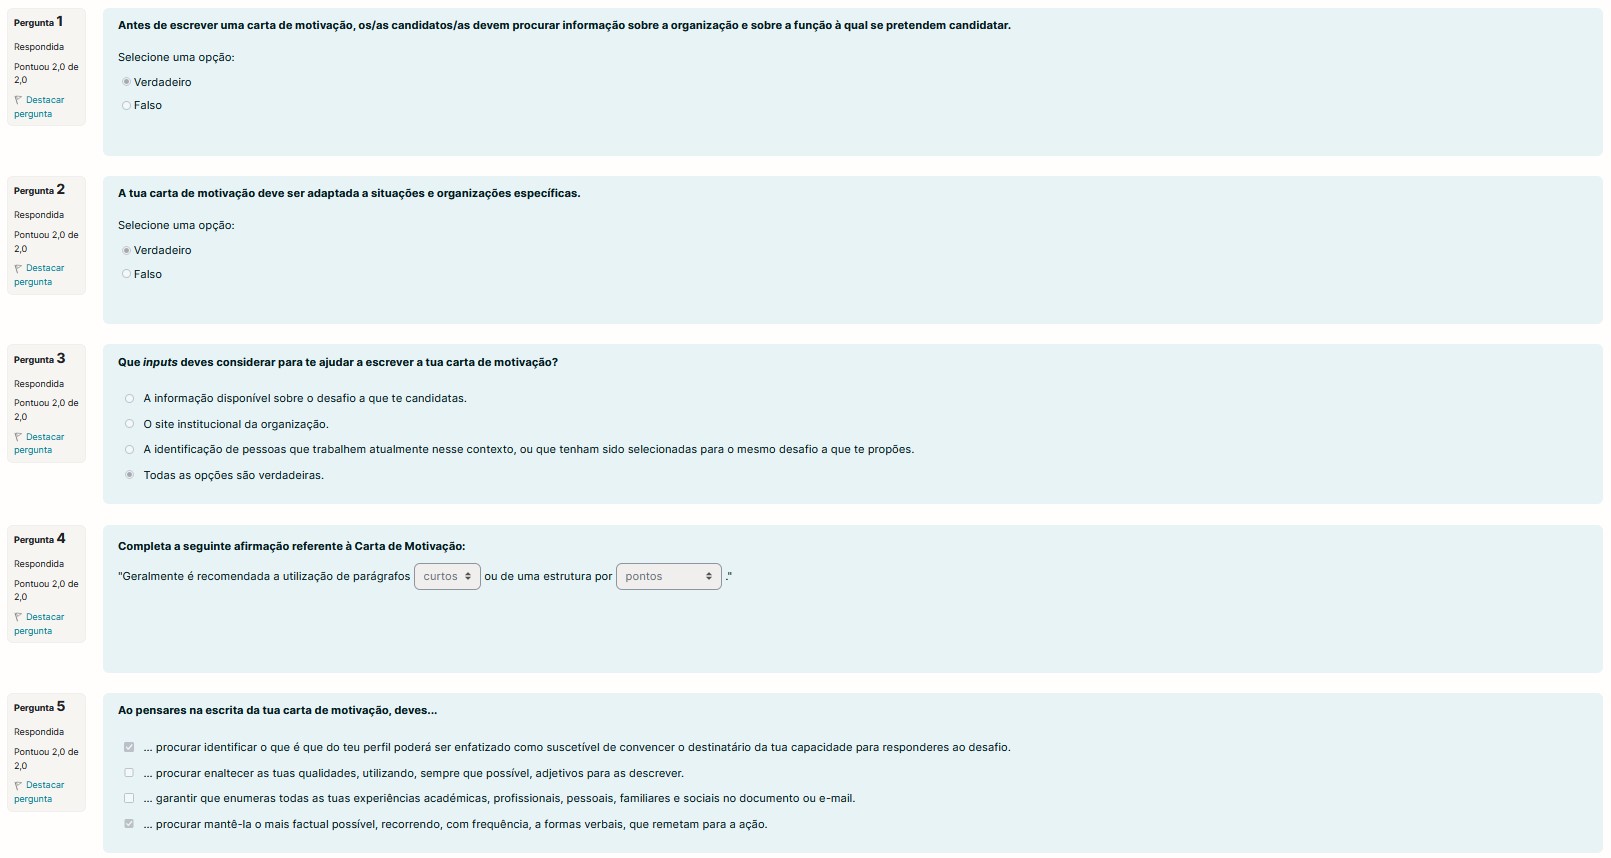 Pergunta 1
Respondida
Pontuou 2,0 de
2,0
Destacar
pergunta
Antes de escrever uma carta de motivação, os/as candidatos/as devem procurar informação sobre a organização e sobre a função à qual se pretendem candidatar.
Selecione uma opção:
Verdadeiro
Falso
Pergunta 2
Respondida
Pontuou 2,0 de
2,0
Destacar
pergunta
A tua carta de motivação deve ser adaptada a situações e organizações específicas.
Selecione uma opção:
Verdadeiro
Falso
Pergunta 3
Respondida
Pontuou 2,0 de
2,0
Destacar
pergunta
Que inputs deves considerar para te ajudar a escrever a tua carta de motivação?
A informação disponível sobre o desafio a que te candidatas.
O site institucional da organização.
A identificação de pessoas que trabalhem atualmente nesse contexto, ou que tenham sido selecionadas para o mesmo desafio a que te propões.
Todas as opções são verdadeiras.
Pergunta 4
Respondida
Pontuou 2,0 de
2,0
Destacar
pergunta
Completa a seguinte afirmação referente à Carta de Motivação:
"Geralmente é recomendada a utilização de parágrafos curtos ou de uma estrutura por pontos ."
Pergunta 5
Respondida
Pontuou 2,0 de
2,0
Destacar
pergunta
Ao pensares na escrita da tua carta de motivação, deves...
... procurar identificar o que é que do teu perfil poderá ser enfatizado como suscetível de convencer o destinatário da tua capacidade para responderes ao desafio.
... procurar enaltecer as tuas qualidades, utilizando, sempre que possível, adjetivos para as descrever.
... garantir que enumeras todas as tuas experiências académicas, profissionais, pessoais, familiares e sociais no documento ou e-mail.
... procurar mantê-la o mais factual possível, recorrendo, com frequência, a formas verbais, que remetam para a ação.